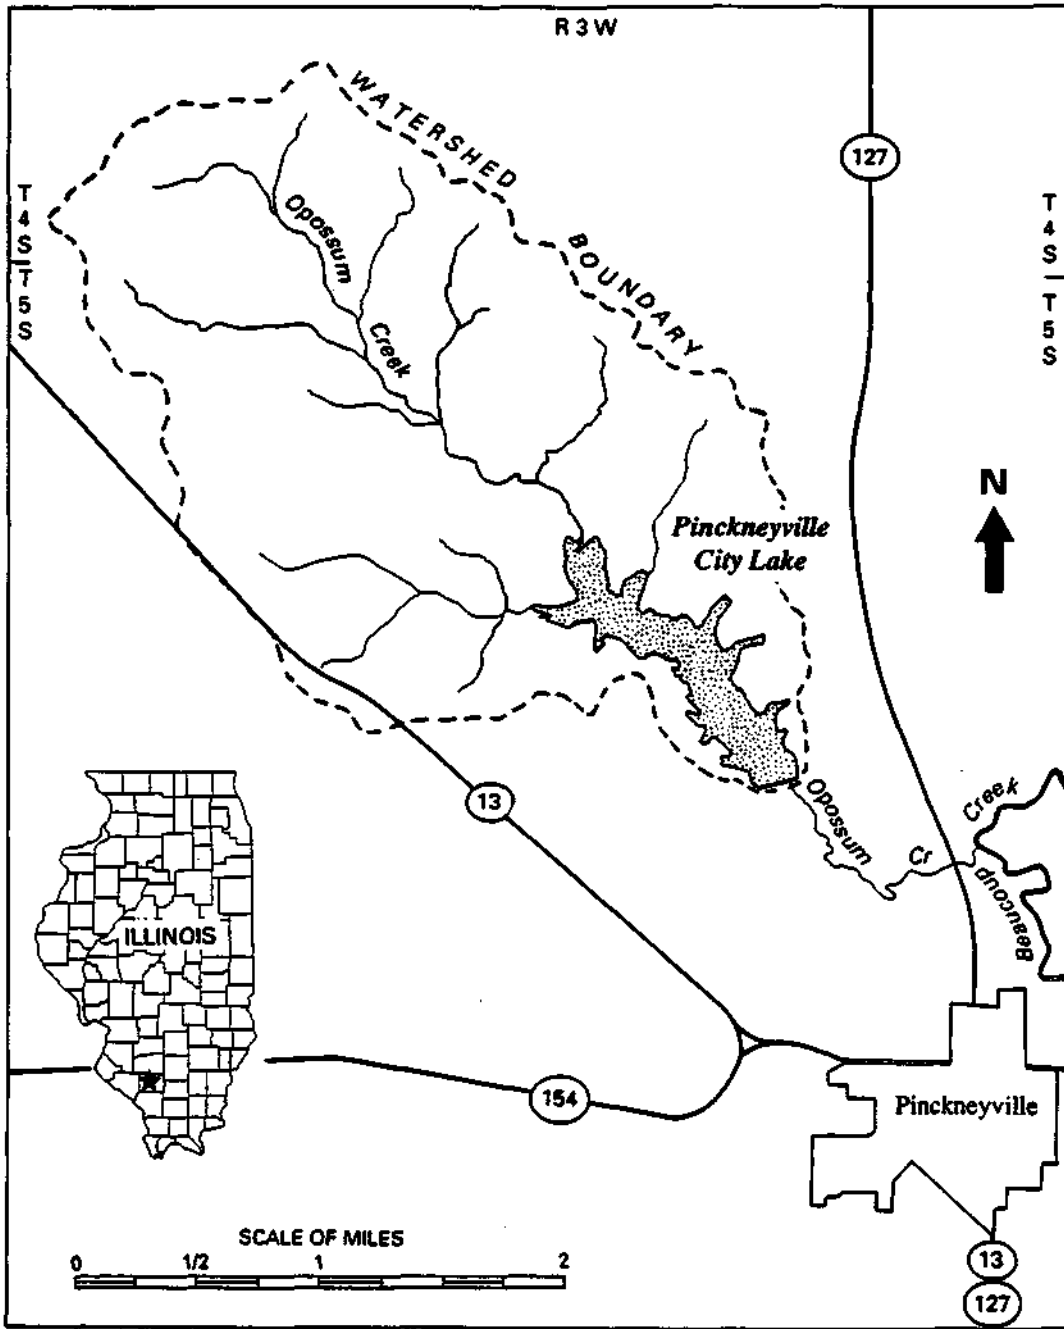 R 3 W
WATERSHED
BOUNDARY
127
T
4
S
T
5
S
T
4
S
T
5
S
Opossum
Creek
N
Pinckneyville
City Lake
13
Opossum
Cr
Creek
Beaucoup
ILLINOIS
154
Pinckneyville
SCALE OF MILES
0 1/2 1 2
13
127